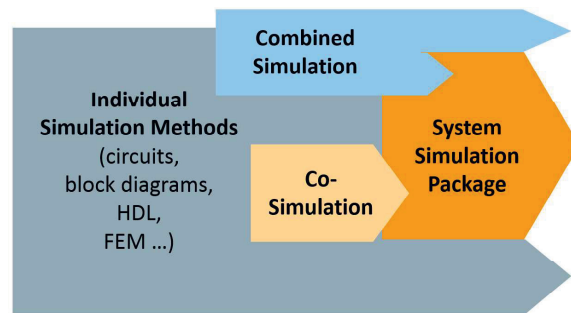 Combined
Simulation
Individual
Simulation Methods
(circuits,
block diagrams,
HDL,
FEM ...)
Co-
Simulation
System
Simulation
Package